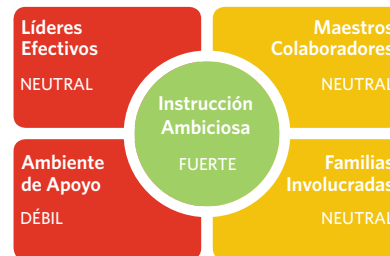 Líderes
Efectivos
NEUTRAL
Maestros
Colaboradores
NEUTRAL
Instrucción
Ambiciosa
FUERTE
Ambiente
de Apoyo
DÉBIL
Familias
Involucradas
NEUTRAL